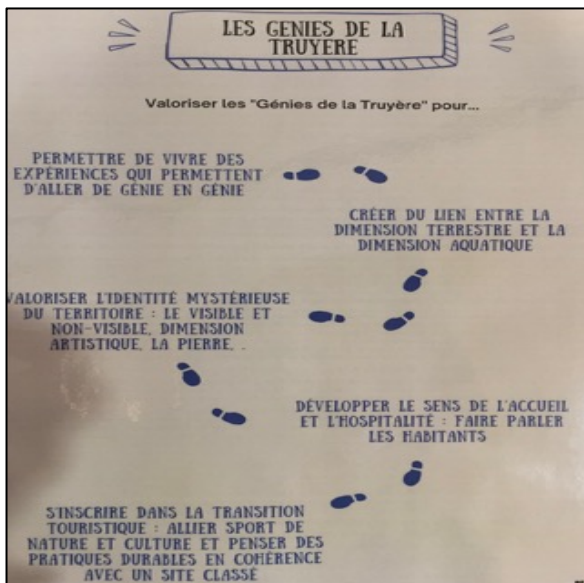 LES GENIES DE LA
TRUYERE
Valoriser les "Génies de la Truyère" pour...
PERMETTRE DE VIVRE DES
EXPÉRIENCES QUI PERMETTENT
D'ALLER DE GÉNIE EN GÉNIE
CRÉER DU LIEN ENTRE LA
DIMENSION TERRESTRE ET LA
DIMENSION AQUATIQUE
VALORISER L'IDENTITÉ MYSTÉRIEUSE
DU TERRITOIRE : LE VISIBLE ET
NON-VISIBLE, DIMENSION
ARTISTIQUE, LA PIERRE, .
DÉVELOPPER LE SENS DE L'ACCUEIL
ET L'HOSPITALITÉ : FAIRE PARLER
LES HABITANTS
S'INSCRIRE DANS LA TRANSITION
TOURISTIQUE : ALLIER SPORT DE
NATURE ET CULTURE ET PENSER DES
PRATIQUES DURABLES EN COHÉRENCE
AVEC UN SITE CLASSÉ